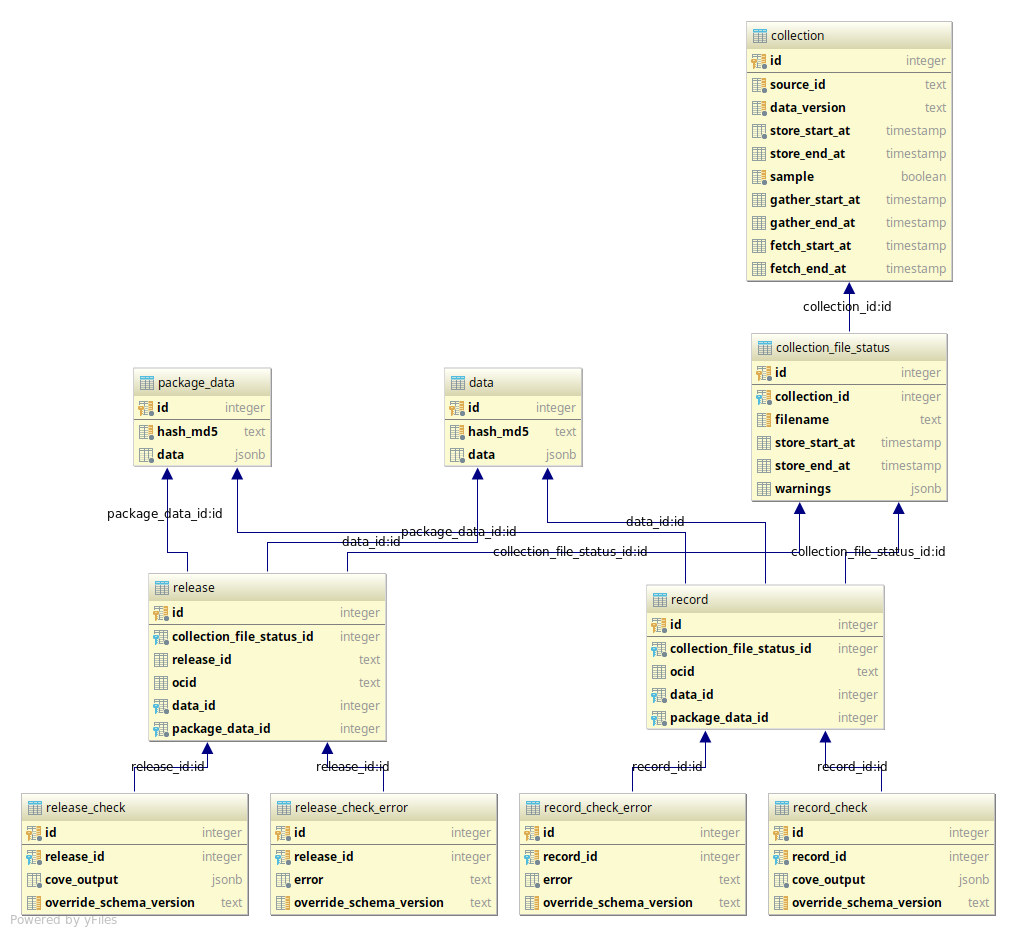 collection
id integer
source_id text
data_version text
store_start_at timestamp
store_end_at timestamp
sample boolean
gather_start_at timestamp
gather_end_at timestamp
fetch_start_at timestamp
fetch_end_at timestamp
collection_id:id
collection_file_status
id integer
collection_id integer
filename text
store_start_at timestamp
store_end_at timestamp
warnings jsonb
package_data
id integer
hash_md5 text
data jsonb
data
id integer
hash_md5 text
data jsonb
package_data_id:id
package_data_id:id
data_id:id
data_id:id
collection_file_status_id:id
collection_file_status_id:id
release
id integer
collection_file_status_id integer
release_id text
ocid text
data_id integer
package_data_id integer
record
id integer
collection_file_status_id integer
ocid text
data_id integer
package_data_id integer
release_id:id
release_id:id
record_id:id
record_id:id
release_check
id integer
release_id integer
cove_output jsonb
override_schema_version text
release_check_error
id integer
release_id integer
error text
override_schema_version text
record_check_error
id integer
record_id integer
error text
override_schema_version text
record_check
id integer
record_id integer
cove_output jsonb
override_schema_version text
Powered by yFiles